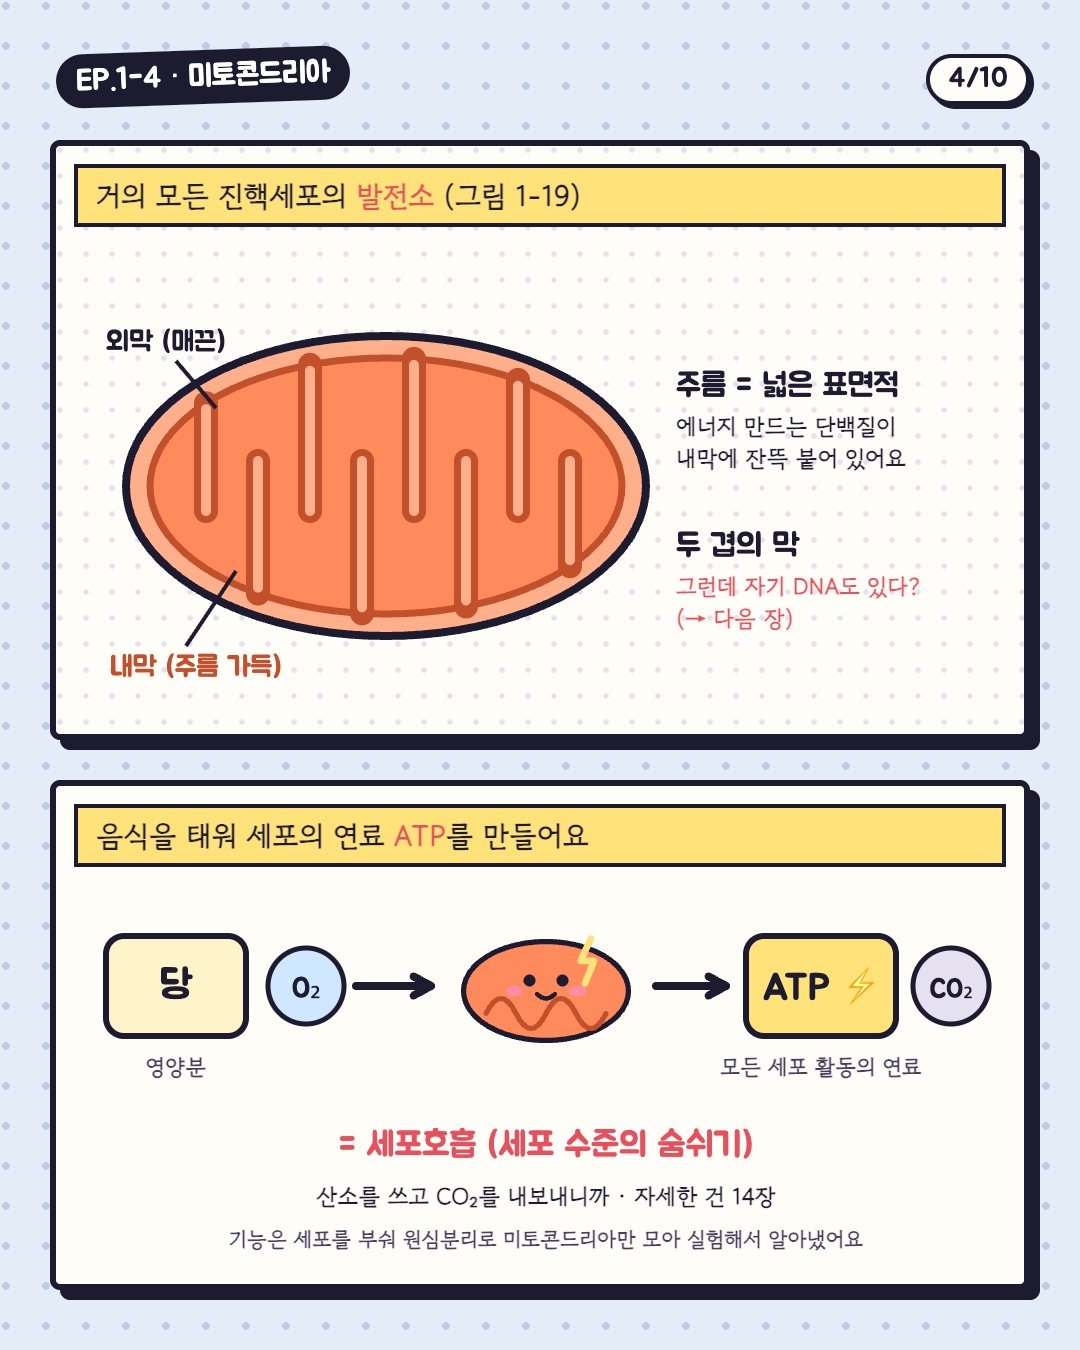 EP.1-4 · 미토콘드리아
4/10
거의 모든 진핵세포의 발전소 (그림 1-19)
외막 (매끈)
주름 = 넓은 표면적
에너지 만드는 단백질이
내막에 잔뜩 붙어 있어요
두 겹의 막
그런데 자기 DNA도 있다?
(→ 다음 장)
내막 (주름 가득)
음식을 태워 세포의 연료 ATP를 만들어요
당
O₂
ATP ⚡
CO₂
영양분
모든 세포 활동의 연료
= 세포호흡 (세포 수준의 숨쉬기)
산소를 쓰고 CO₂를 내보내니까 · 자세한 건 14장
기능은 세포를 부숴 원심분리로 미토콘드리아만 모아 실험해서 알아냈어요